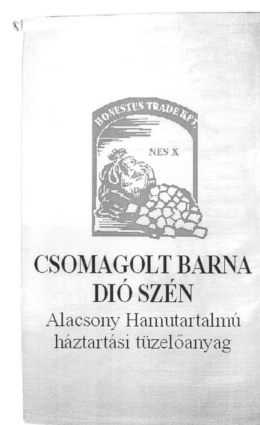 HONESTUS TRADE KFT.
NES X
CSOMAGOLT BARNA
DIÓ SZÉN
Alacsony Hamutartalmú
háztartási tüzelőanyag